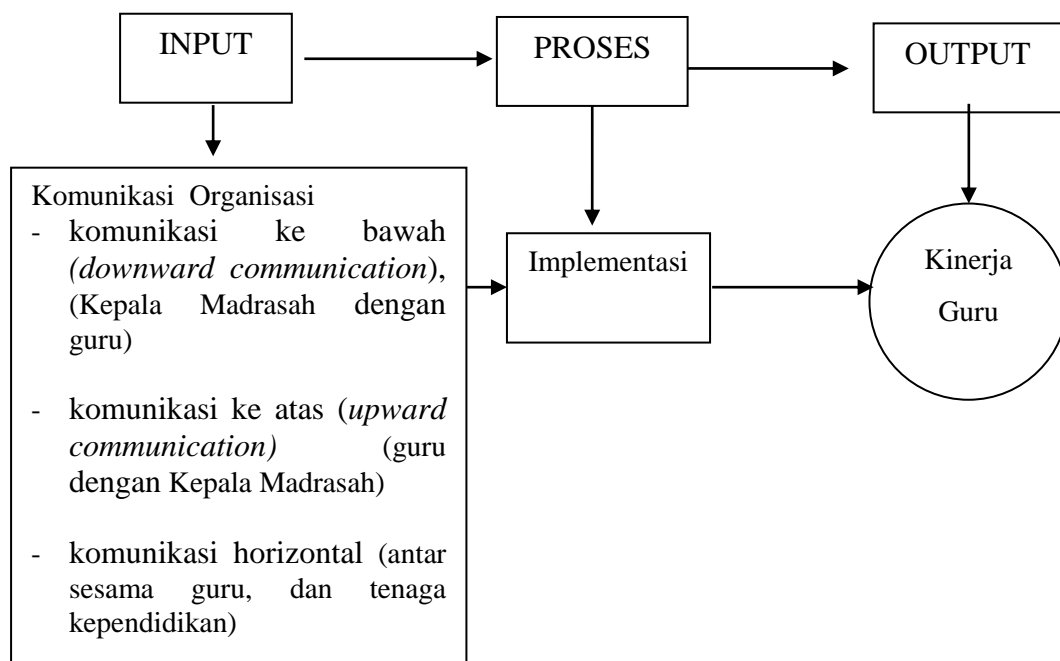 INPUT
PROSES
OUTPUT
Komunikasi Organisasi
- komunikasi ke bawah
(downward communication),
(Kepala Madrasah dengan
guru)
- komunikasi ke atas (upward
communication) (guru
dengan Kepala Madrasah)
- komunikasi horizontal (antar
sesama guru, dan tenaga
kependidikan)
Implementasi
Kinerja
Guru